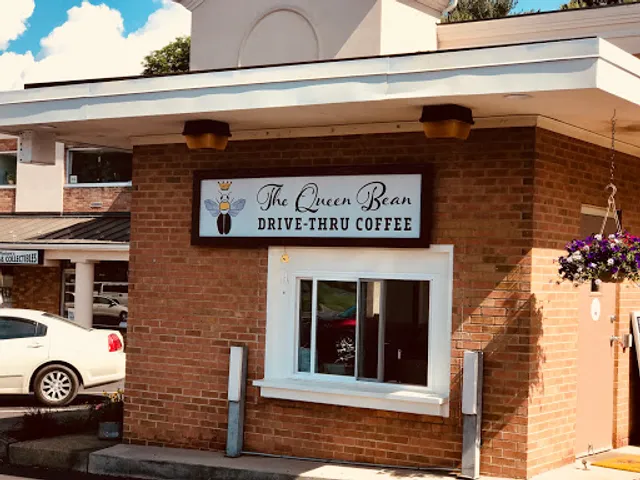 The Queen Bean
DRIVE-THRU COFFEE
& COLLECTIBLES